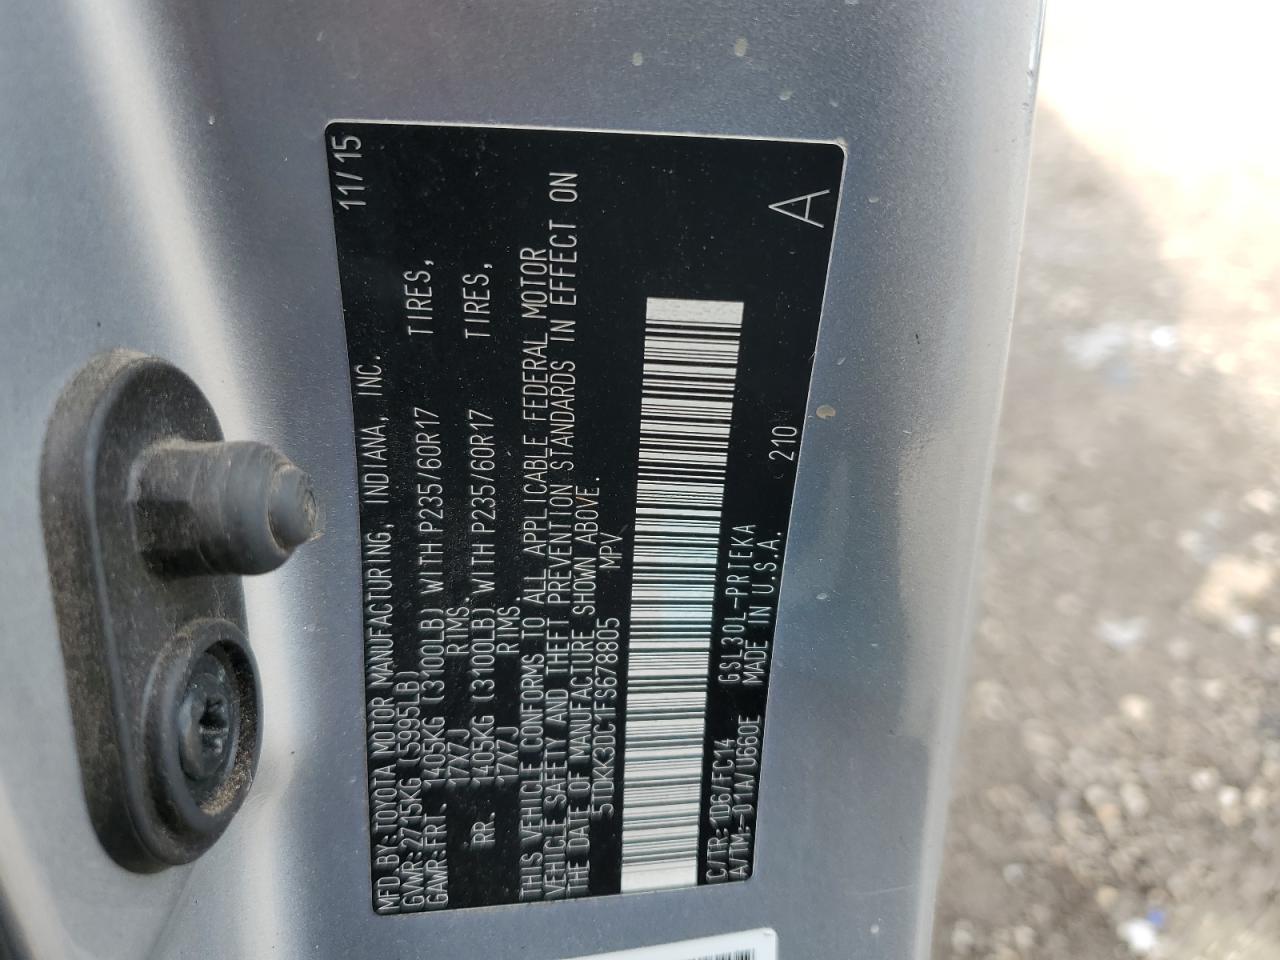 MFD. BY: TOYOTA MOTOR MANUFACTURING, INDIANA, INC. 11/15
GVWR: 2715KG (5995LB)
GAWR: FRT. 1405KG (3100LB) WITH P235/60R17 TIRES,
17X7J RIMS.
RR. 1405KG (3100LB) WITH P235/60R17 TIRES,
17X7J RIMS.
THIS VEHICLE CONFORMS TO ALL APPLICABLE FEDERAL MOTOR
VEHICLE SAFETY AND THEFT PREVENTION STANDARDS IN EFFECT ON
THE DATE OF MANUFACTURE SHOWN ABOVE.
5TDKK3DC1FS678805 MPV
C/TR: 1D6/FC14 GSL30L-PRTEKA
A/TM: -01A/U660E MADE IN U.S.A. 210 A